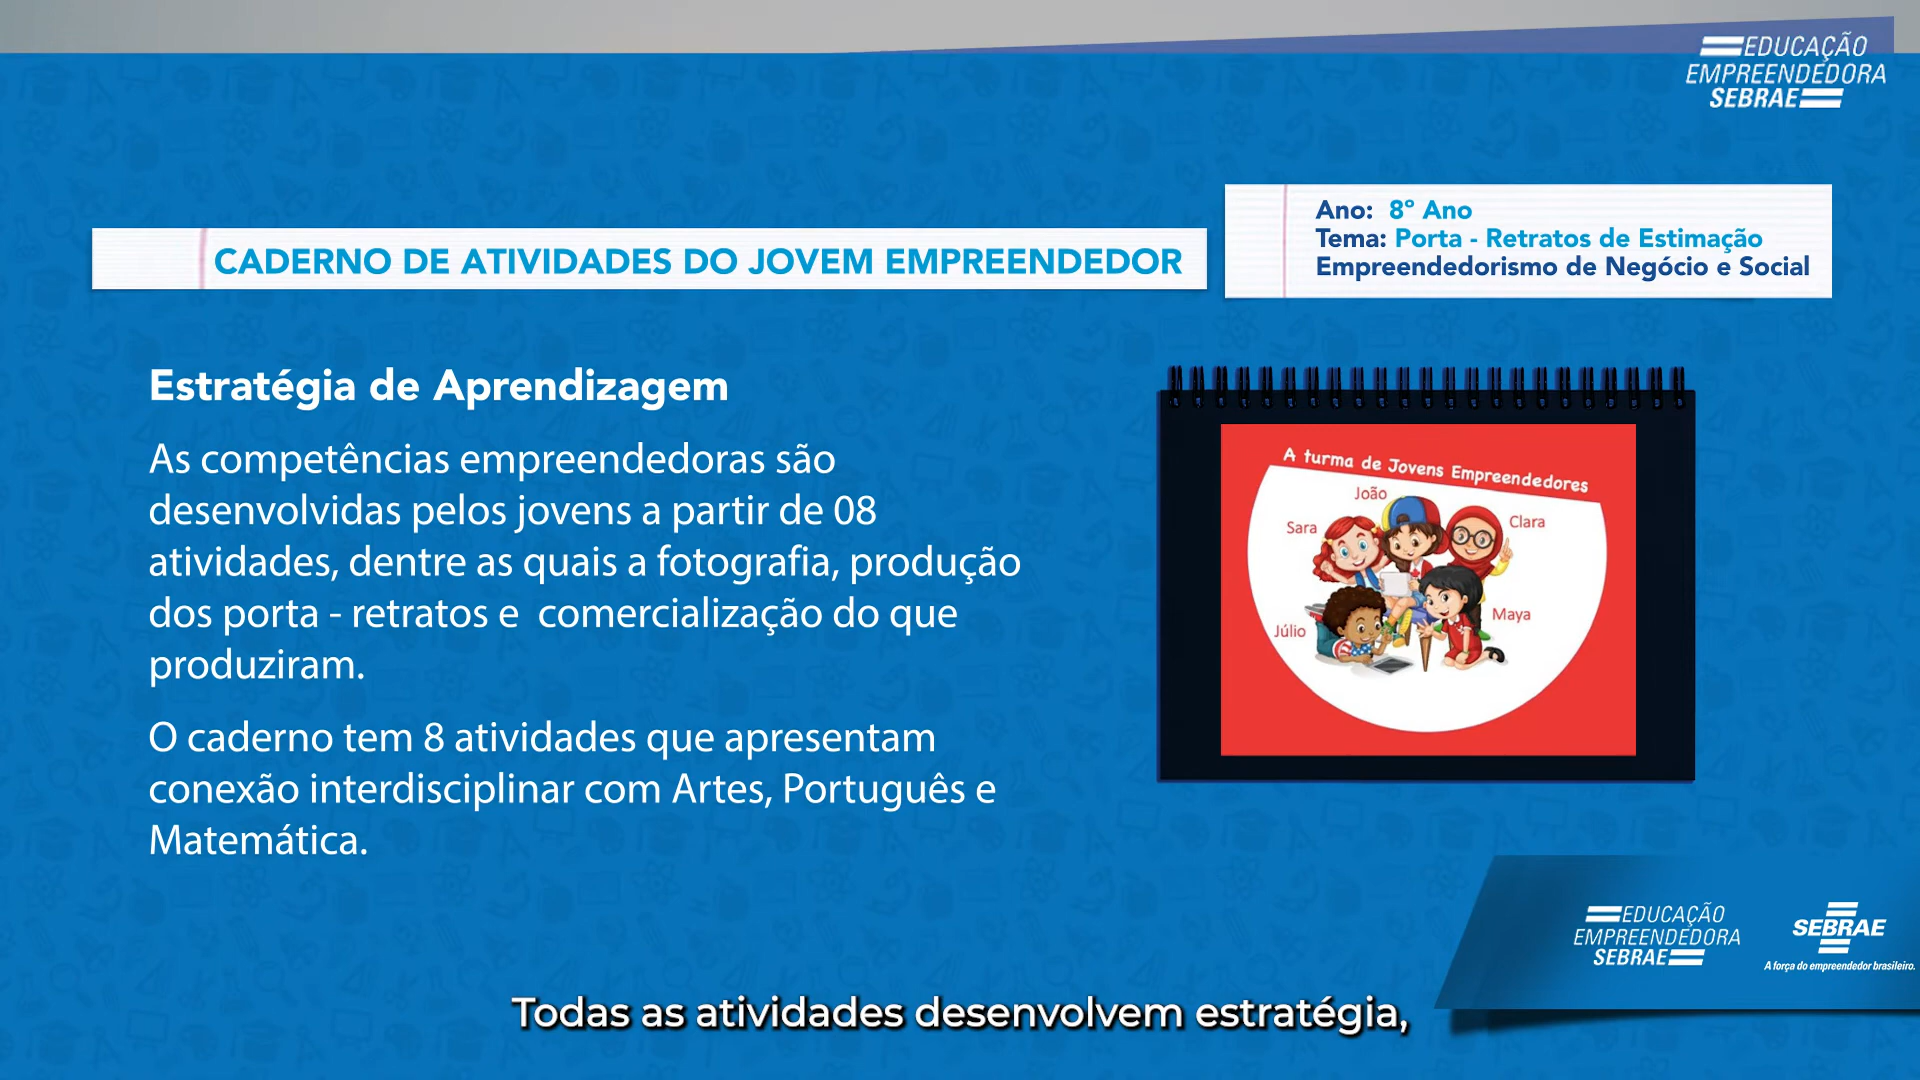 EDUCAÇÃO
EMPREENDEDORA
SEBRAE
Ano: 8º Ano
Tema: Porta - Retratos de Estimação
Empreendedorismo de Negócio e Social
CADERNO DE ATIVIDADES DO JOVEM EMPREENDEDOR
Estratégia de Aprendizagem
As competências empreendedoras são
desenvolvidas pelos jovens a partir de 08
atividades, dentre as quais a fotografia, produção
dos porta - retratos e  comercialização do que
produziram.
O caderno tem 8 atividades que apresentam
conexão interdisciplinar com Artes, Português e
Matemática.
A turma de Jovens Empreendedores
João
Sara
Clara
Maya
Júlio
EDUCAÇÃO
EMPREENDEDORA
SEBRAE
SEBRAE
A força do empreendedor brasileiro.
Todas as atividades desenvolvem estratégia,